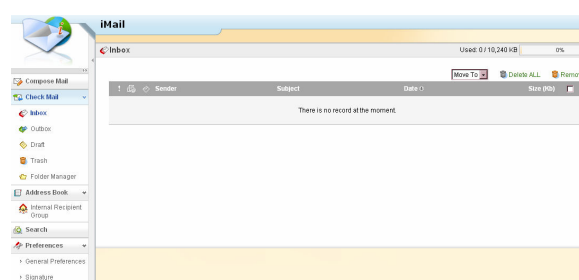 iMail
Inbox
Used: 0 / 10,240 KB 0%
Move To Delete ALL Remov
! Sender Subject Date Size (Kb)
There is no record at the moment.
Compose Mail
Check Mail
Inbox
Outbox
Draft
Trash
Folder Manager
Address Book
Internal Recipient
Group
Search
Preferences
General Preferences
Signature